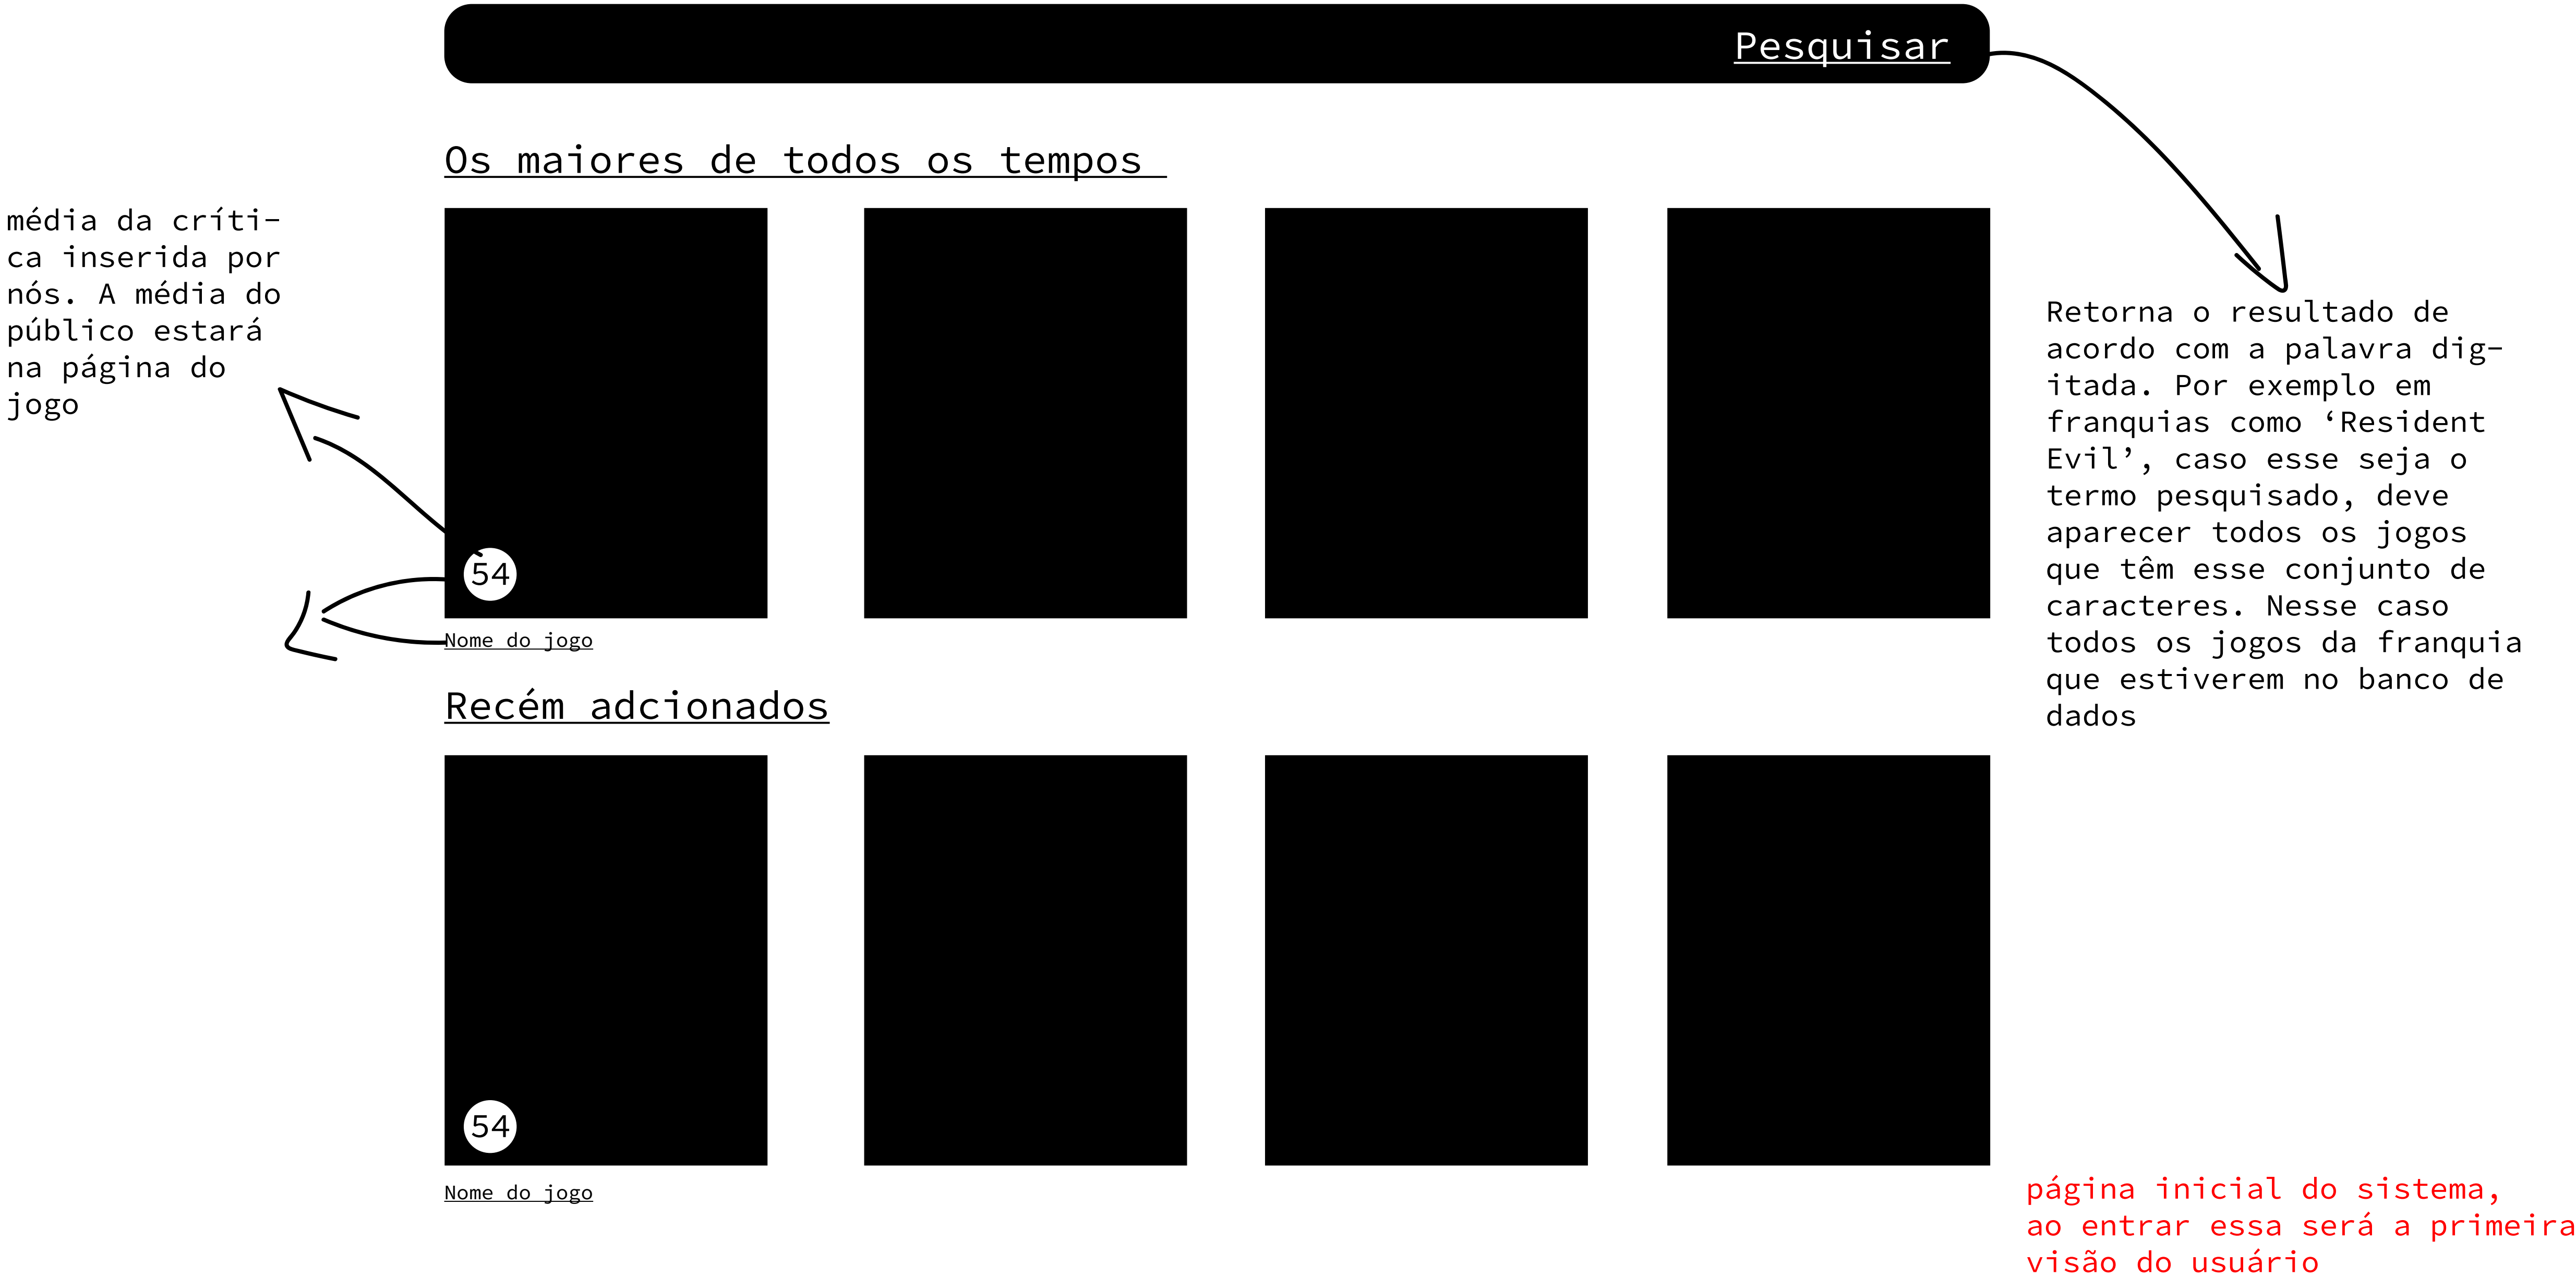 Pesquisar
Os maiores de todos os tempos
média da críti-
ca inserida por
nós. A média do
público estará
na página do
jogo
54
Nome do jogo
Retorna o resultado de
acordo com a palavra dig-
itada. Por exemplo em
franquias como ‘Resident
Evil’, caso esse seja o
termo pesquisado, deve
aparecer todos os jogos
que têm esse conjunto de
caracteres. Nesse caso
todos os jogos da franquia
que estiverem no banco de
dados
Recém adcionados
54
Nome do jogo
página inicial do sistema,
ao entrar essa será a primeira
visão do usuário